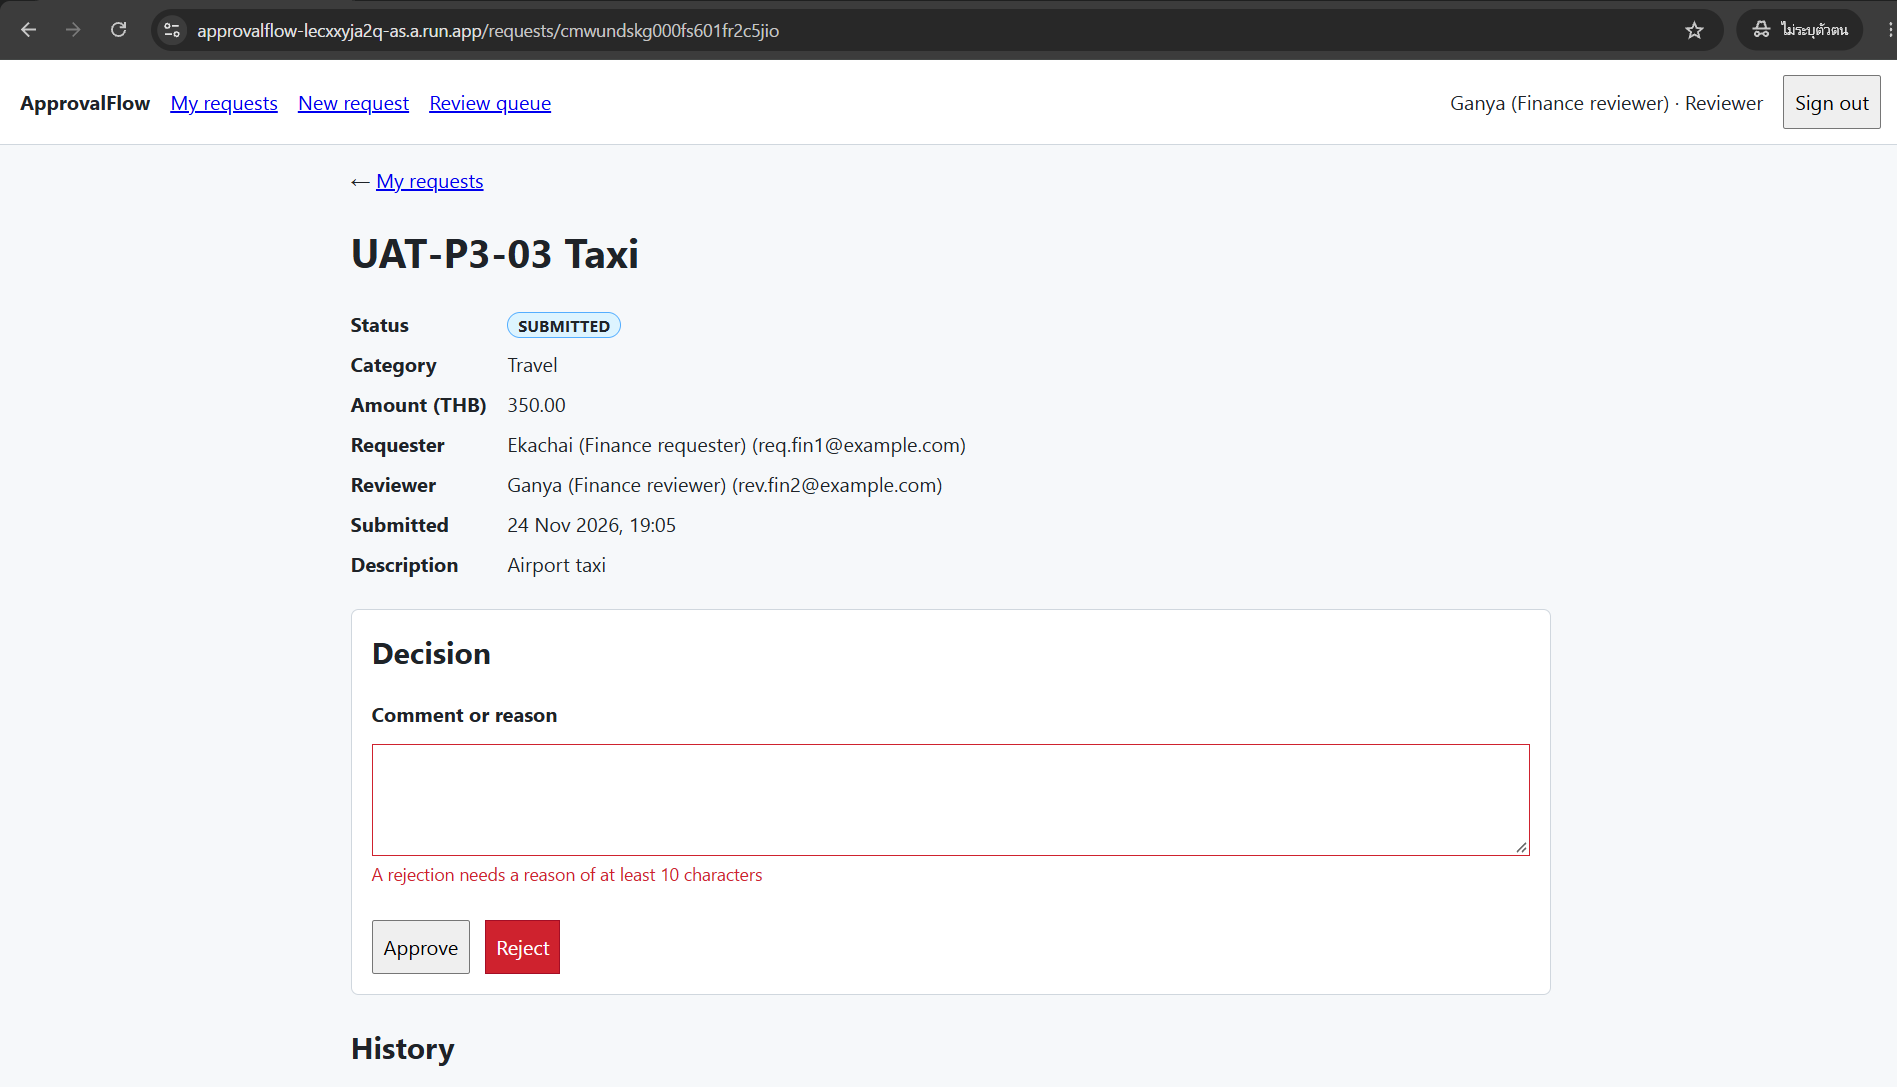 approvalflow-lecxxyja2q-as.a.run.app/requests/cmwundskg000fs601fr2c5jio
ไม่ระบุตัวตน
ApprovalFlow My requests New request Review queue Ganya (Finance reviewer) · Reviewer Sign out
← My requests
UAT-P3-03 Taxi
Status SUBMITTED
Category Travel
Amount (THB) 350.00
Requester Ekachai (Finance requester) (req.fin1@example.com)
Reviewer Ganya (Finance reviewer) (rev.fin2@example.com)
Submitted 24 Nov 2026, 19:05
Description Airport taxi
Decision
Comment or reason
A rejection needs a reason of at least 10 characters
Approve Reject
History